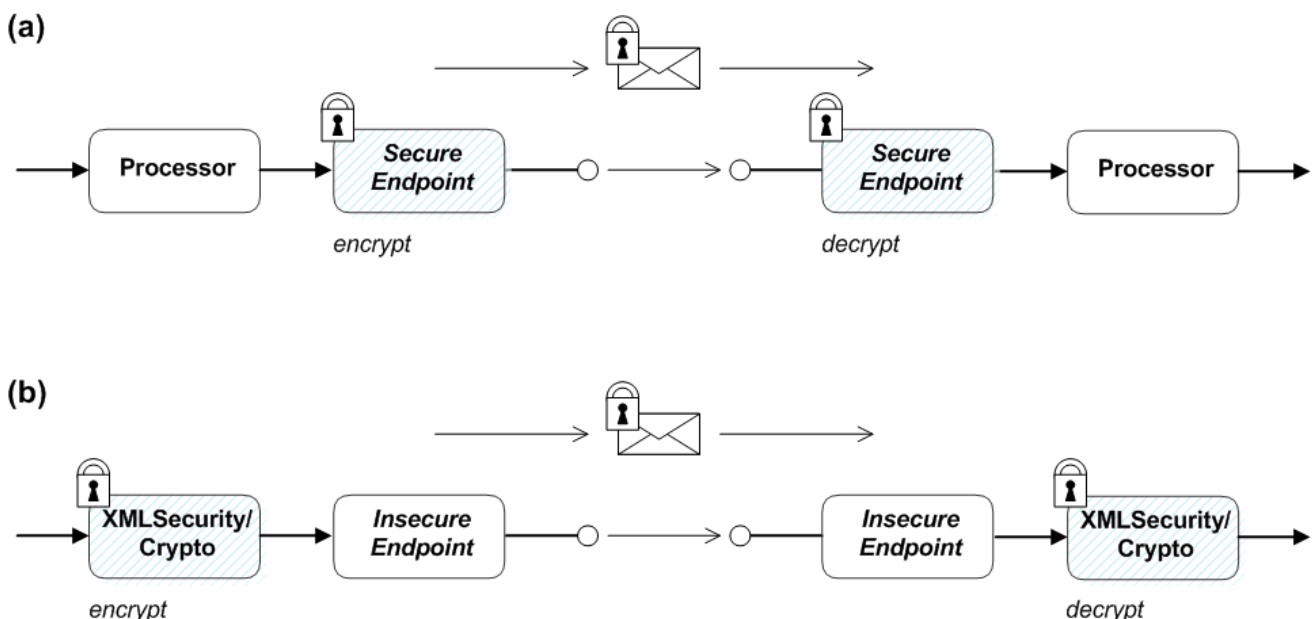 (a)
Processor
Secure
Endpoint
encrypt
Secure
Endpoint
decrypt
Processor
(b)
XMLSecurity/
Crypto
encrypt
Insecure
Endpoint
Insecure
Endpoint
XMLSecurity/
Crypto
decrypt